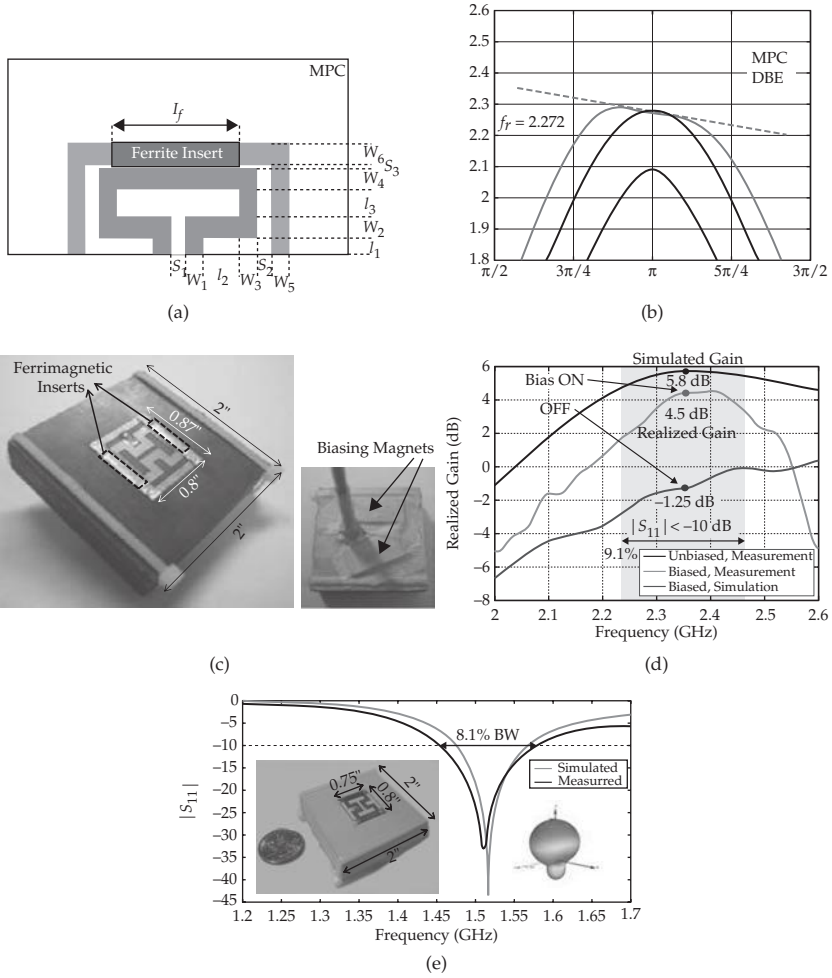 (a)
MPC
l_f
Ferrite Insert
W_6
S_3
W_4
l_3
W_2
l_1
S_1
W_1
l_2
W_3
S_2
W_5
(b)
2.6
2.5
2.4
2.3
2.2
2.1
2
1.9
1.8
MPC
DBE
f_r = 2.272
π/2
3π/4
π
5π/4
3π/2
(c)
Ferrimagnetic
Inserts
2"
0.87"
0.8"
2"
Biasing Magnets
(d)
Realized Gain (dB)
6
4
2
0
−2
−4
−6
−8
Simulated Gain
Bias ON
5.8 dB
OFF
4.5 dB
Realized Gain
−1.25 dB
|S_11| < −10 dB
9.1%
Unbiased, Measurement
Biased, Measurement
Biased, Simulation
2
2.1
2.2
2.3
2.4
2.5
2.6
Frequency (GHz)
(e)
|S_11|
0
−5
−10
−15
−20
−25
−30
−35
−40
−45
8.1% BW
Simulated
Measurred
0.75"
2"
0.8"
2"
1.2
1.25
1.3
1.35
1.4
1.45
1.5
1.55
1.6
1.65
1.7
Frequency (GHz)